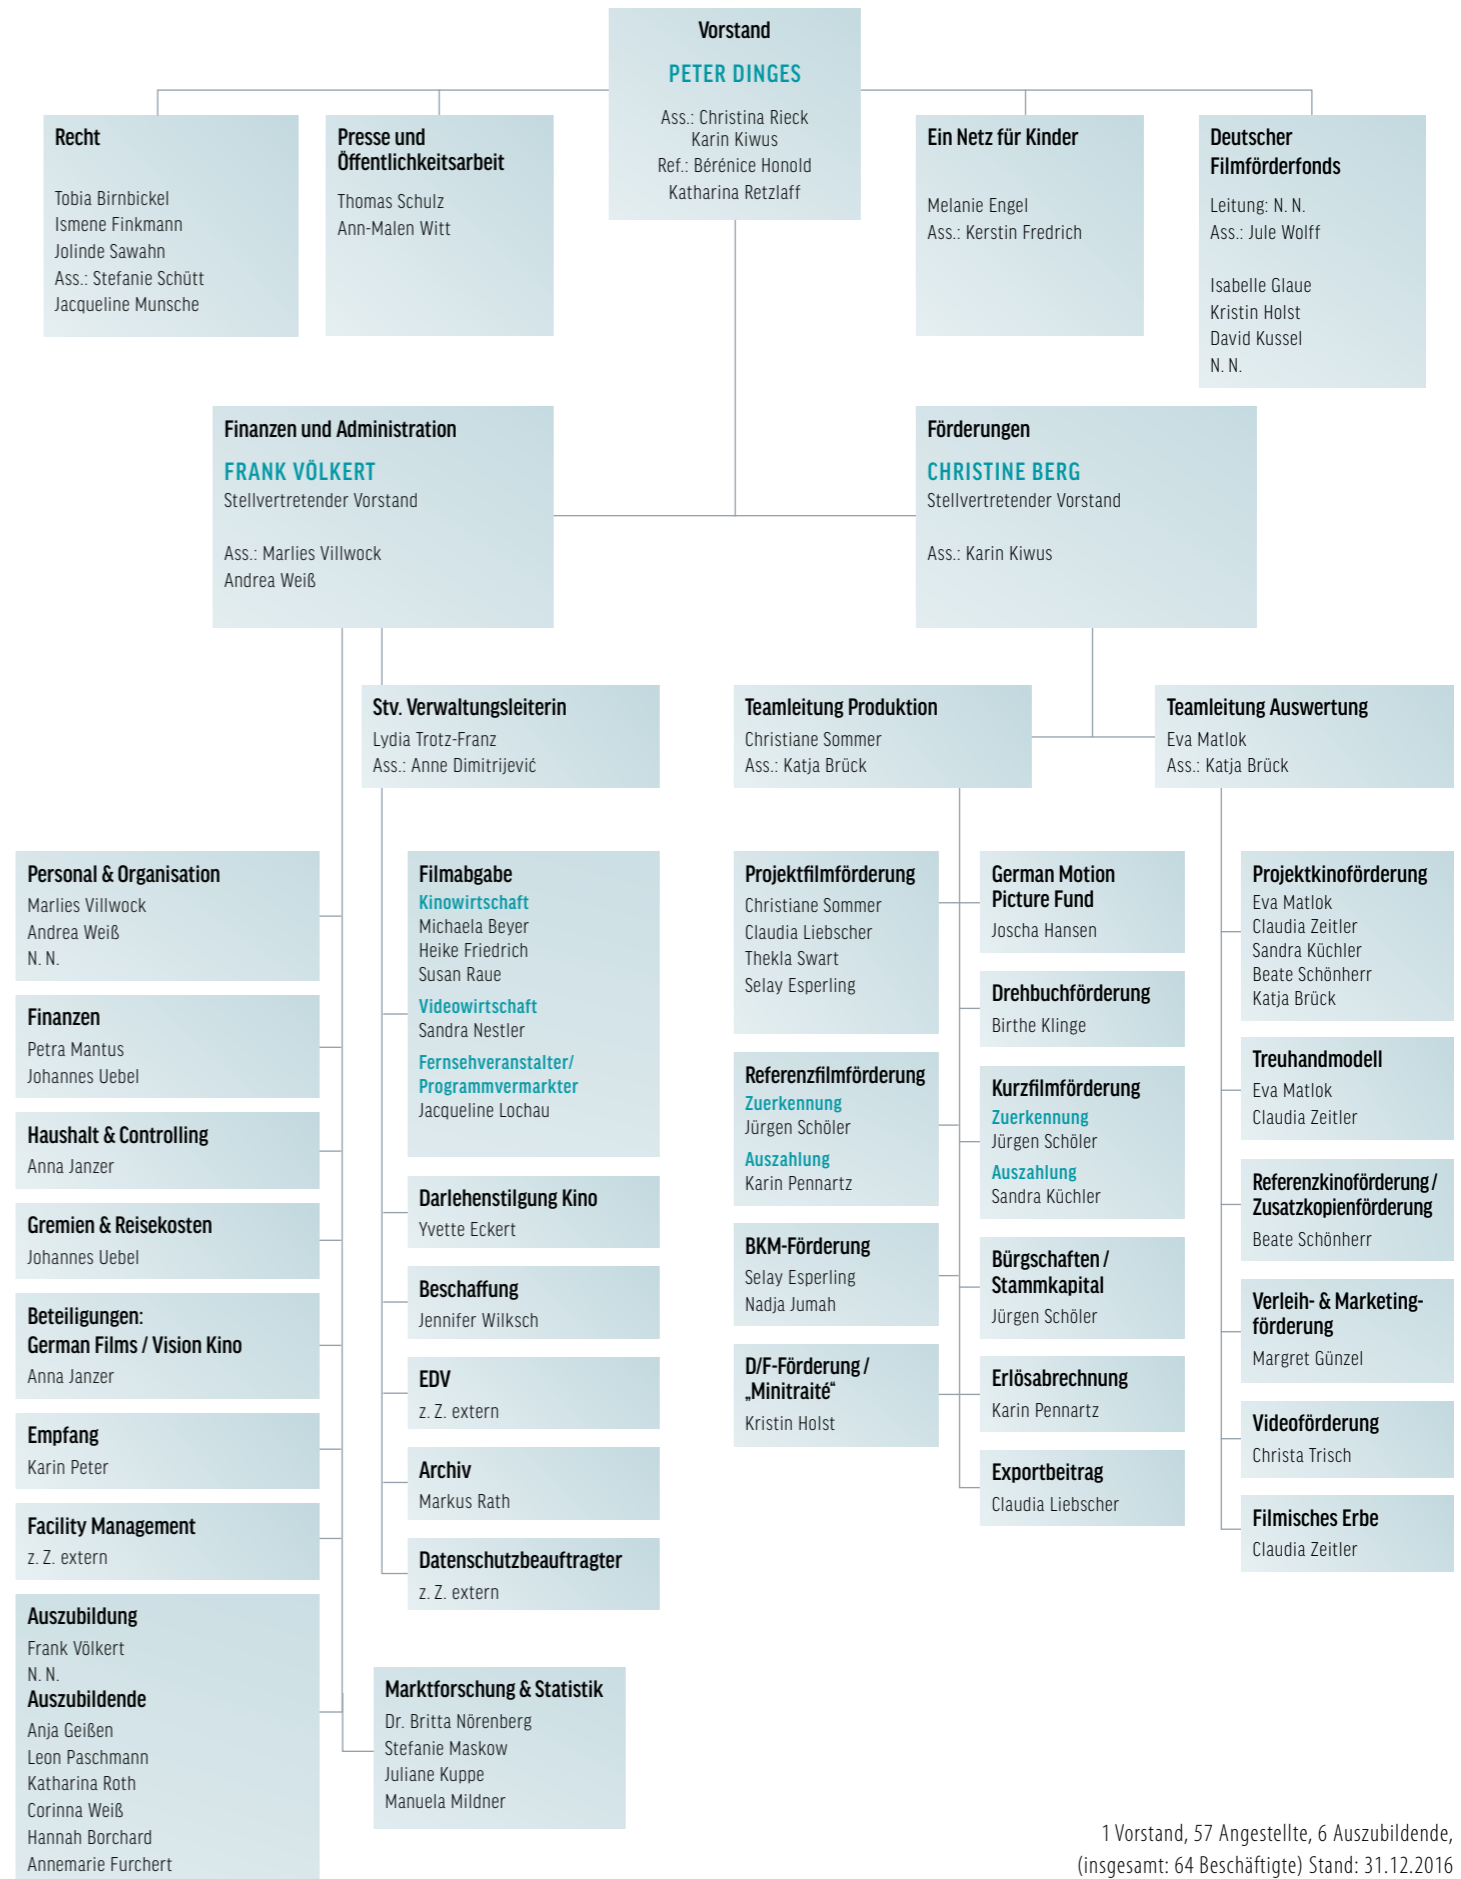 Vorstand
PETER DINGES
Ass.: Christina Rieck
Karin Kiwus
Ref.: Bérénice Honold
Katharina Retzlaff
Recht
Tobia Birnbickel
Ismene Finkmann
Jolinde Sawahn
Ass.: Stefanie Schütt
Jacqueline Munsche
Presse und
Öffentlichkeitsarbeit
Thomas Schulz
Ann-Malen Witt
Ein Netz für Kinder
Melanie Engel
Ass.: Kerstin Fredrich
Deutscher
Filmförderfonds
Leitung: N. N.
Ass.: Jule Wolff
Isabelle Glaue
Kristin Holst
David Kussel
N. N.
Finanzen und Administration
FRANK VÖLKERT
Stellvertretender Vorstand
Ass.: Marlies Villwock
Andrea Weiß
Förderungen
CHRISTINE BERG
Stellvertretender Vorstand
Ass.: Karin Kiwus
Stv. Verwaltungsleiterin
Lydia Trotz-Franz
Ass.: Anne Dimitrijević
Teamleitung Produktion
Christiane Sommer
Ass.: Katja Brück
Teamleitung Auswertung
Eva Matlok
Ass.: Katja Brück
Personal & Organisation
Marlies Villwock
Andrea Weiß
N. N.
Finanzen
Petra Mantus
Johannes Uebel
Haushalt & Controlling
Anna Janzer
Gremien & Reisekosten
Johannes Uebel
Beteiligungen:
German Films / Vision Kino
Anna Janzer
Empfang
Karin Peter
Facility Management
z. Z. extern
Auszubildung
Frank Völkert
N. N.
Auszubildende
Anja Geißen
Leon Paschmann
Katharina Roth
Corinna Weiß
Hannah Borchard
Annemarie Furchert
Filmabgabe
Kinowirtschaft
Michaela Beyer
Heike Friedrich
Susan Raue
Videowirtschaft
Sandra Nestler
Fernsehveranstalter/
Programmvermarkter
Jacqueline Lochau
Darlehenstilgung Kino
Yvette Eckert
Beschaffung
Jennifer Wilksch
EDV
z. Z. extern
Archiv
Markus Rath
Datenschutzbeauftragter
z. Z. extern
Marktforschung & Statistik
Dr. Britta Nörenberg
Stefanie Maskow
Juliane Kuppe
Manuela Mildner
Projektfilmförderung
Christiane Sommer
Claudia Liebscher
Thekla Swart
Selay Esperling
Referenzfilmförderung
Zuerkennung
Jürgen Schöler
Auszahlung
Karin Pennartz
BKM-Förderung
Selay Esperling
Nadja Jumah
D/F-Förderung /
„Minitraité“
Kristin Holst
German Motion
Picture Fund
Joscha Hansen
Drehbuchförderung
Birthe Klinge
Kurzfilmförderung
Zuerkennung
Jürgen Schöler
Auszahlung
Sandra Küchler
Bürgschaften /
Stammkapital
Jürgen Schöler
Erlösabrechnung
Karin Pennartz
Exportbeitrag
Claudia Liebscher
Projektkinoförderung
Eva Matlok
Claudia Zeitler
Sandra Küchler
Beate Schönherr
Katja Brück
Treuhandmodell
Eva Matlok
Claudia Zeitler
Referenzkinoförderung /
Zusatzkopienförderung
Beate Schönherr
Verleih- & Marketing-
förderung
Margret Günzel
Videoförderung
Christa Trisch
Filmisches Erbe
Claudia Zeitler
1 Vorstand, 57 Angestellte, 6 Auszubildende,
(insgesamt: 64 Beschäftigte) Stand: 31.12.2016